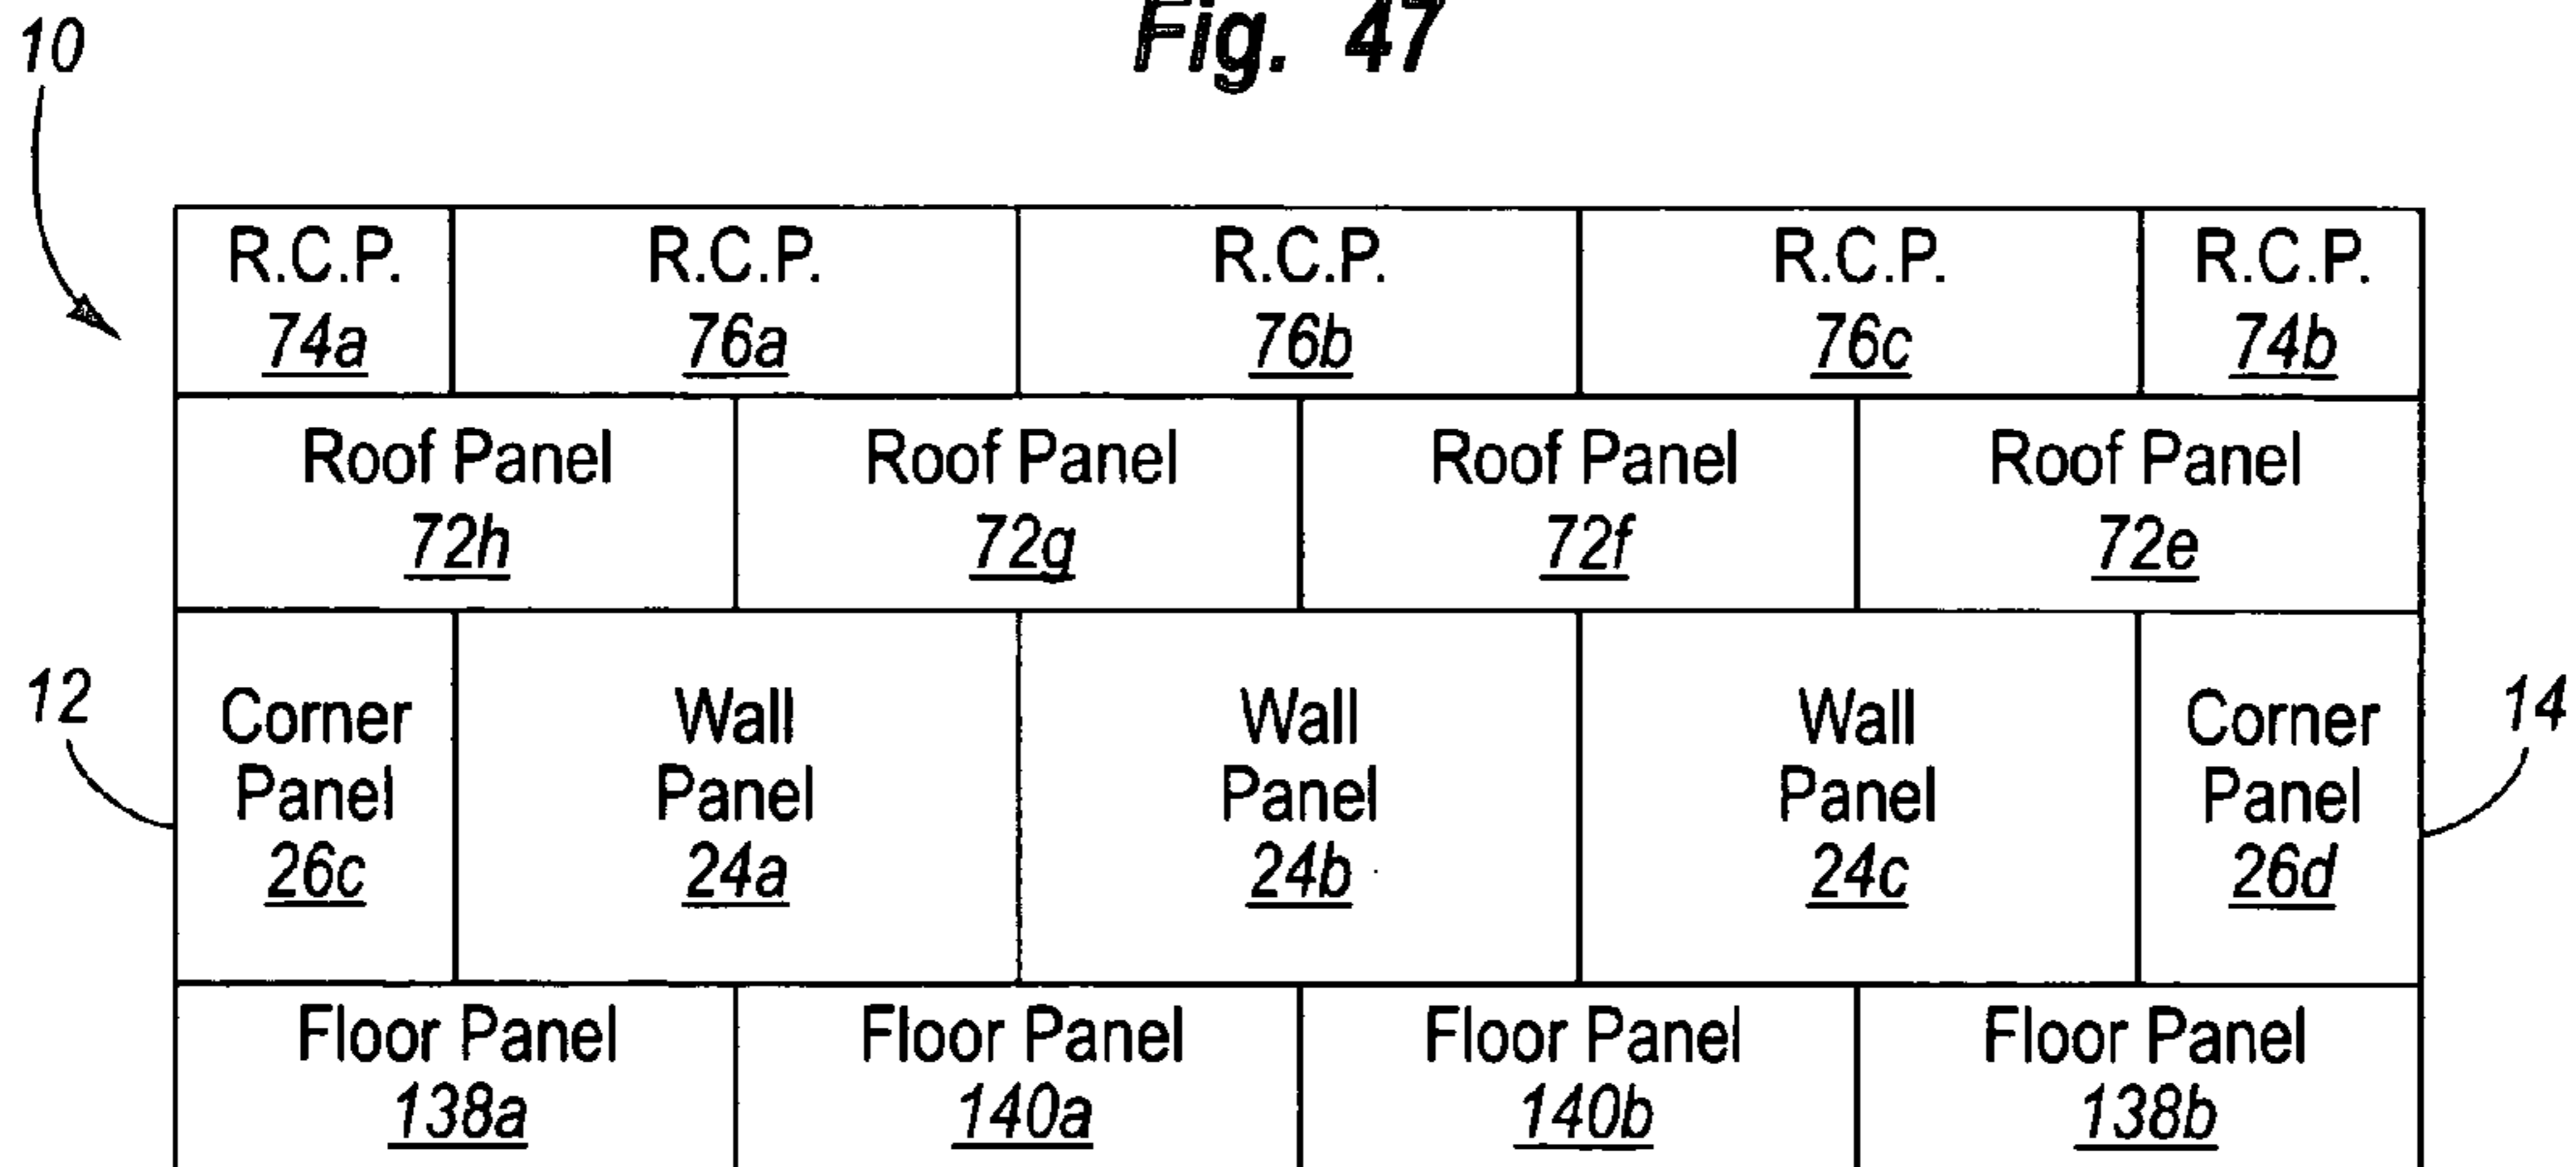 Fig. 47
10
R.C.P. R.C.P. R.C.P. R.C.P. R.C.P.
74a 76a 76b 76c 74b
Roof Panel Roof Panel Roof Panel Roof Panel
72h 72g 72f 72e
12
Corner Wall Wall Wall Corner
Panel Panel Panel Panel Panel
26c 24a 24b 24c 26d
14
Floor Panel Floor Panel Floor Panel Floor Panel
138a 140a 140b 138b